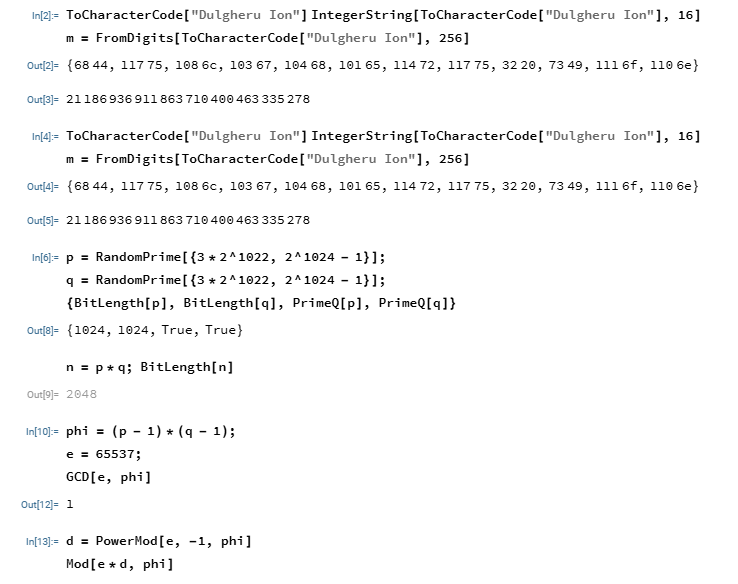 In[2]:= ToCharacterCode["Dulgheru Ion"] IntegerString[ToCharacterCode["Dulgheru Ion"], 16]
m = FromDigits[ToCharacterCode["Dulgheru Ion"], 256]
Out[2]= {68 44, 117 75, 108 6c, 103 67, 104 68, 101 65, 114 72, 117 75, 32 20, 73 49, 111 6f, 110 6e}
Out[3]= 21 186 936 911 863 710 400 463 335 278
In[4]:= ToCharacterCode["Dulgheru Ion"] IntegerString[ToCharacterCode["Dulgheru Ion"], 16]
m = FromDigits[ToCharacterCode["Dulgheru Ion"], 256]
Out[4]= {68 44, 117 75, 108 6c, 103 67, 104 68, 101 65, 114 72, 117 75, 32 20, 73 49, 111 6f, 110 6e}
Out[5]= 21 186 936 911 863 710 400 463 335 278
In[6]:= p = RandomPrime[{3 * 2^1022, 2^1024 - 1}];
q = RandomPrime[{3 * 2^1022, 2^1024 - 1}];
{BitLength[p], BitLength[q], PrimeQ[p], PrimeQ[q]}
Out[8]= {1024, 1024, True, True}
n = p * q; BitLength[n]
Out[9]= 2048
In[10]:= phi = (p - 1) * (q - 1);
e = 65537;
GCD[e, phi]
Out[12]= 1
In[13]:= d = PowerMod[e, -1, phi]
Mod[e * d, phi]